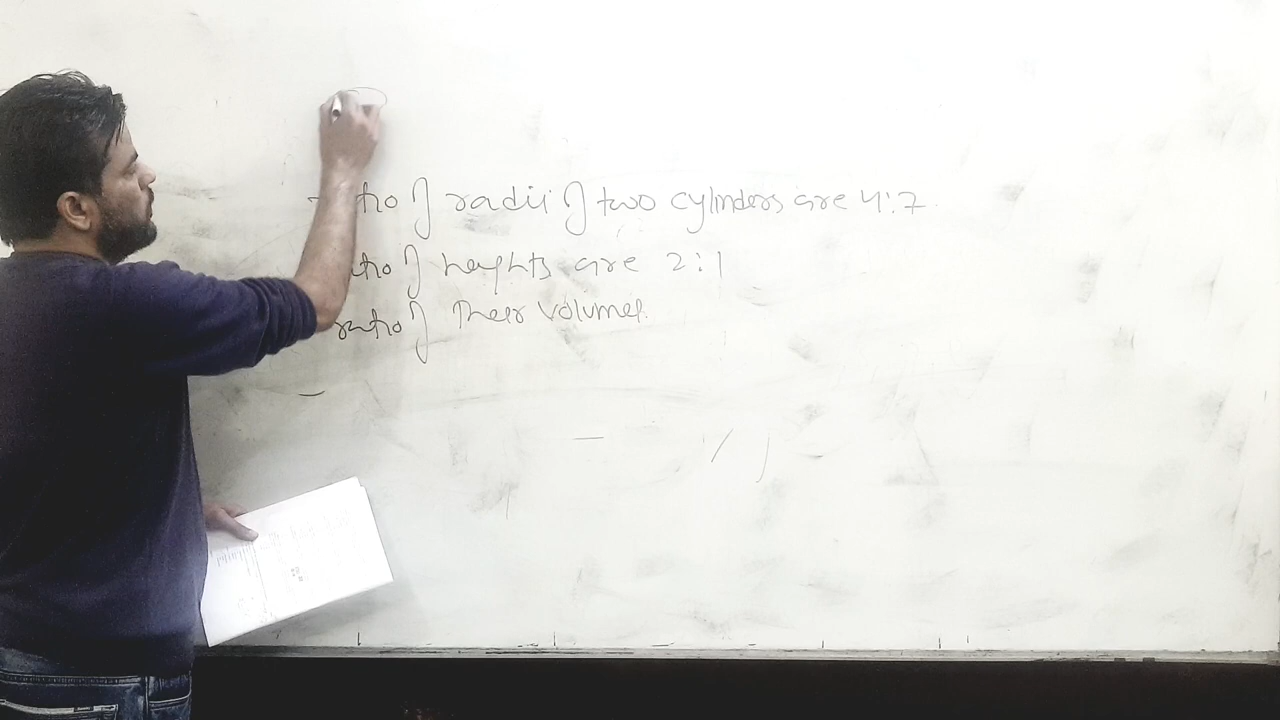 ratio of radii of two cylinders are 4:7.
ratio of heights are 2:1
ratio of their volumes.